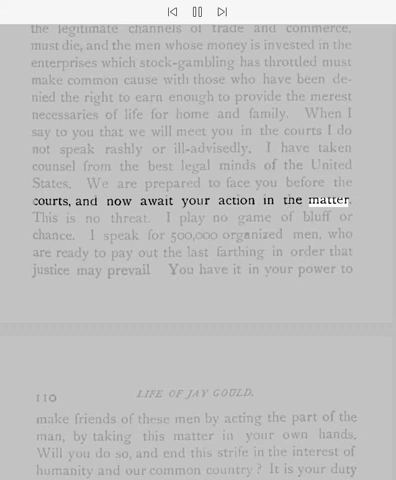 the legitimate channels of trade and commerce,
must die, and the men whose money is invested in the
enterprises which stock-gambling has throttled must
make common cause with those who have been de-
nied the right to earn enough to provide the merest
necessaries of life for home and family. When I
say to you that we will meet you in the courts I do
not speak rashly or ill-advisedly. I have taken
counsel from the best legal minds of the United
States. We are prepared to face you before the
courts, and now await your action in the matter.
This is no threat. I play no game of bluff or
chance. I speak for 500,000 organized men, who
are ready to pay out the last farthing in order that
justice may prevail You have it in your power to
110 LIFE OF JAY GOULD.
make friends of these men by acting the part of the
man, by taking this matter in your own hands.
Will you do so, and end this strife in the interest of
humanity and our common country? It is your duty